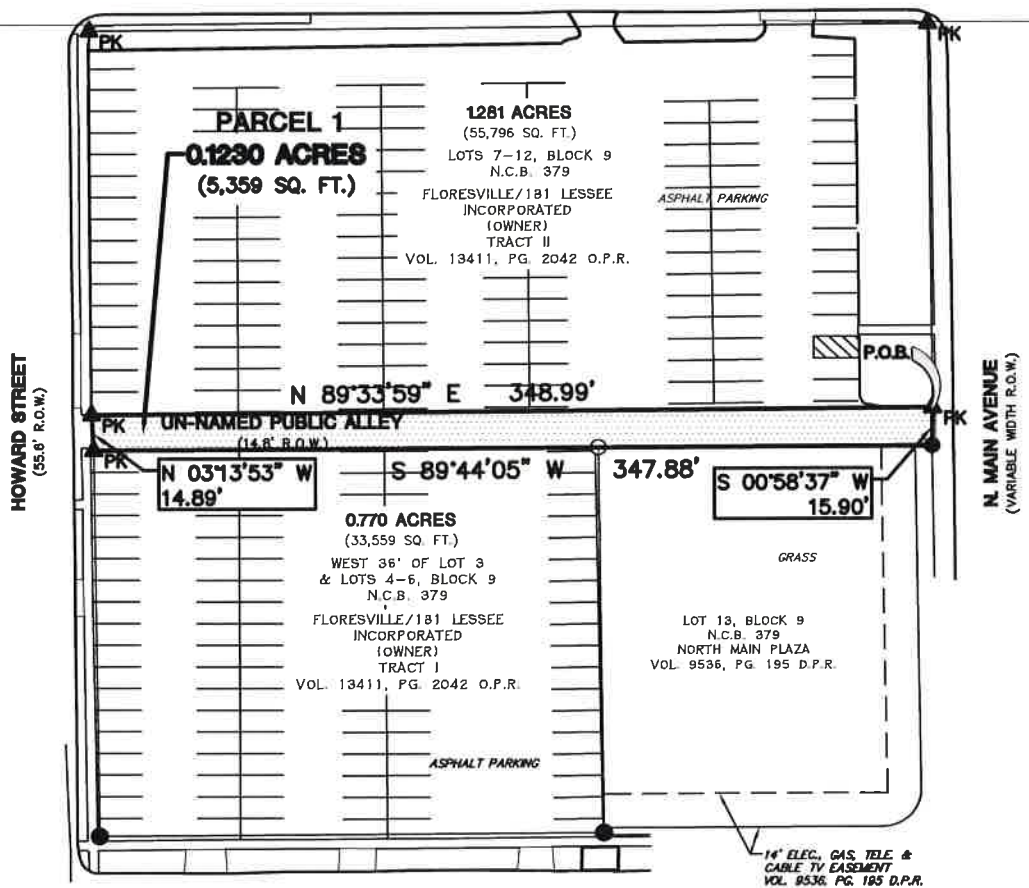 PK
PK
PARCEL 1
0.1230 ACRES
(5,359 SQ. FT.)
1.281 ACRES
(55,796 SQ. FT.)
LOTS 7-12, BLOCK 9
N.C.B. 379
FLORESVILLE/181 LESSEE
INCORPORATED
(OWNER)
TRACT II
VOL. 13411, PG. 2042 O.P.R.
ASPHALT PARKING
P.O.B.
HOWARD STREET
(55.6' R.O.W.)
N 89°33'59" E 348.99'
PK
UN-NAMED PUBLIC ALLEY
(14.8' R.O.W.)
PK
PK
N. MAIN AVENUE
(VARIABLE WIDTH R.O.W.)
N 03°13'53" W
14.89'
S 89°44'05" W 347.88'
S 00°58'37" W
15.90'
0.770 ACRES
(33,559 SQ. FT.)
WEST 36' OF LOT 3
& LOTS 4-6, BLOCK 9
N.C.B. 379
FLORESVILLE/181 LESSEE
INCORPORATED
(OWNER)
TRACT I
VOL. 13411, PG. 2042 O.P.R.
ASPHALT PARKING
GRASS
LOT 13, BLOCK 9
N.C.B. 379
NORTH MAIN PLAZA
VOL. 9536, PG. 195 D.P.R.
14' ELEC., GAS, TELE. &
CABLE TV EASEMENT
VOL. 9536, PG. 195 D.P.R.